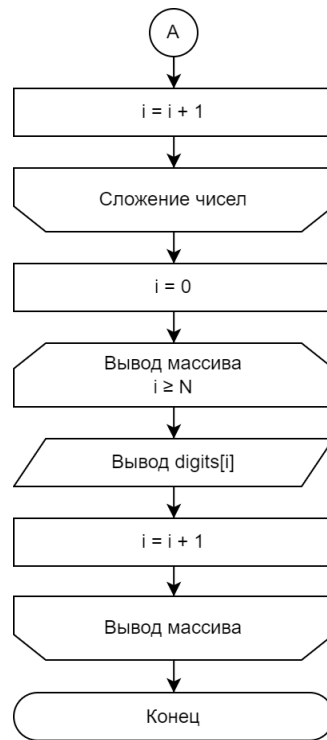 А
i = i + 1
Сложение чисел
i = 0
Вывод массива
i ≥ N
Вывод digits[i]
i = i + 1
Вывод массива
Конец